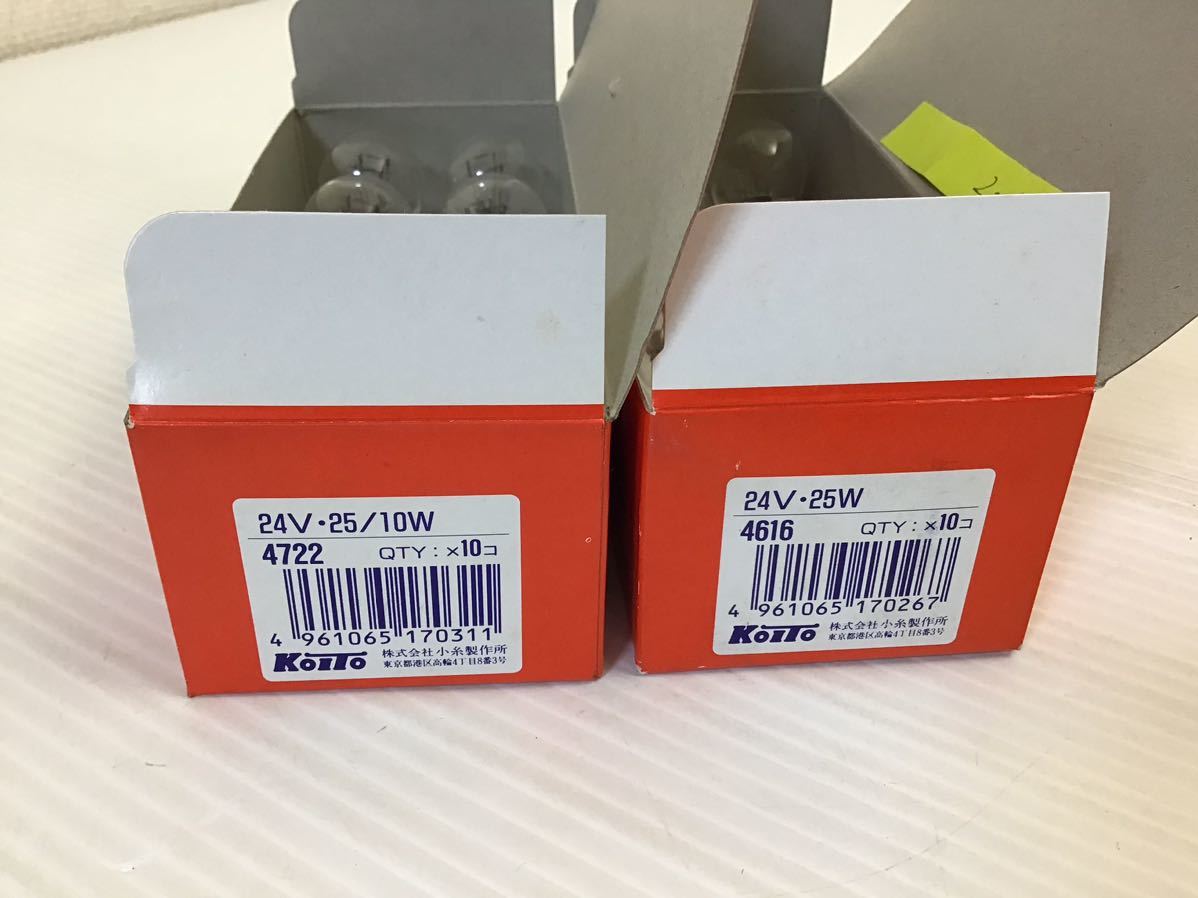 24V・25/10W
4722 QTY : ×10コ
4 961065 170311
KOITO 株式会社小糸製作所
東京都港区高輪4丁目8番3号
24V・25W
4616 QTY : ×10コ
4 961065 170267
KOITO 株式会社小糸製作所
東京都港区高輪4丁目8番3号